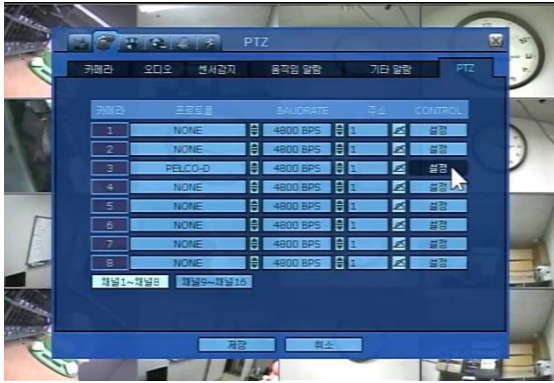 PTZ
카메라 오디오 센서감지 움직임 알람 기타 알람 PTZ
카메라 프로토콜 BAUDRATE 주소 CONTROL
1 NONE 4800 BPS 1 설정
2 NONE 4800 BPS 1 설정
3 PELCO-D 4800 BPS 1 설정
4 NONE 4800 BPS 1 설정
5 NONE 4800 BPS 1 설정
6 NONE 4800 BPS 1 설정
7 NONE 4800 BPS 1 설정
8 NONE 4800 BPS 1 설정
채널1~채널8 채널9~채널16
저장 취소